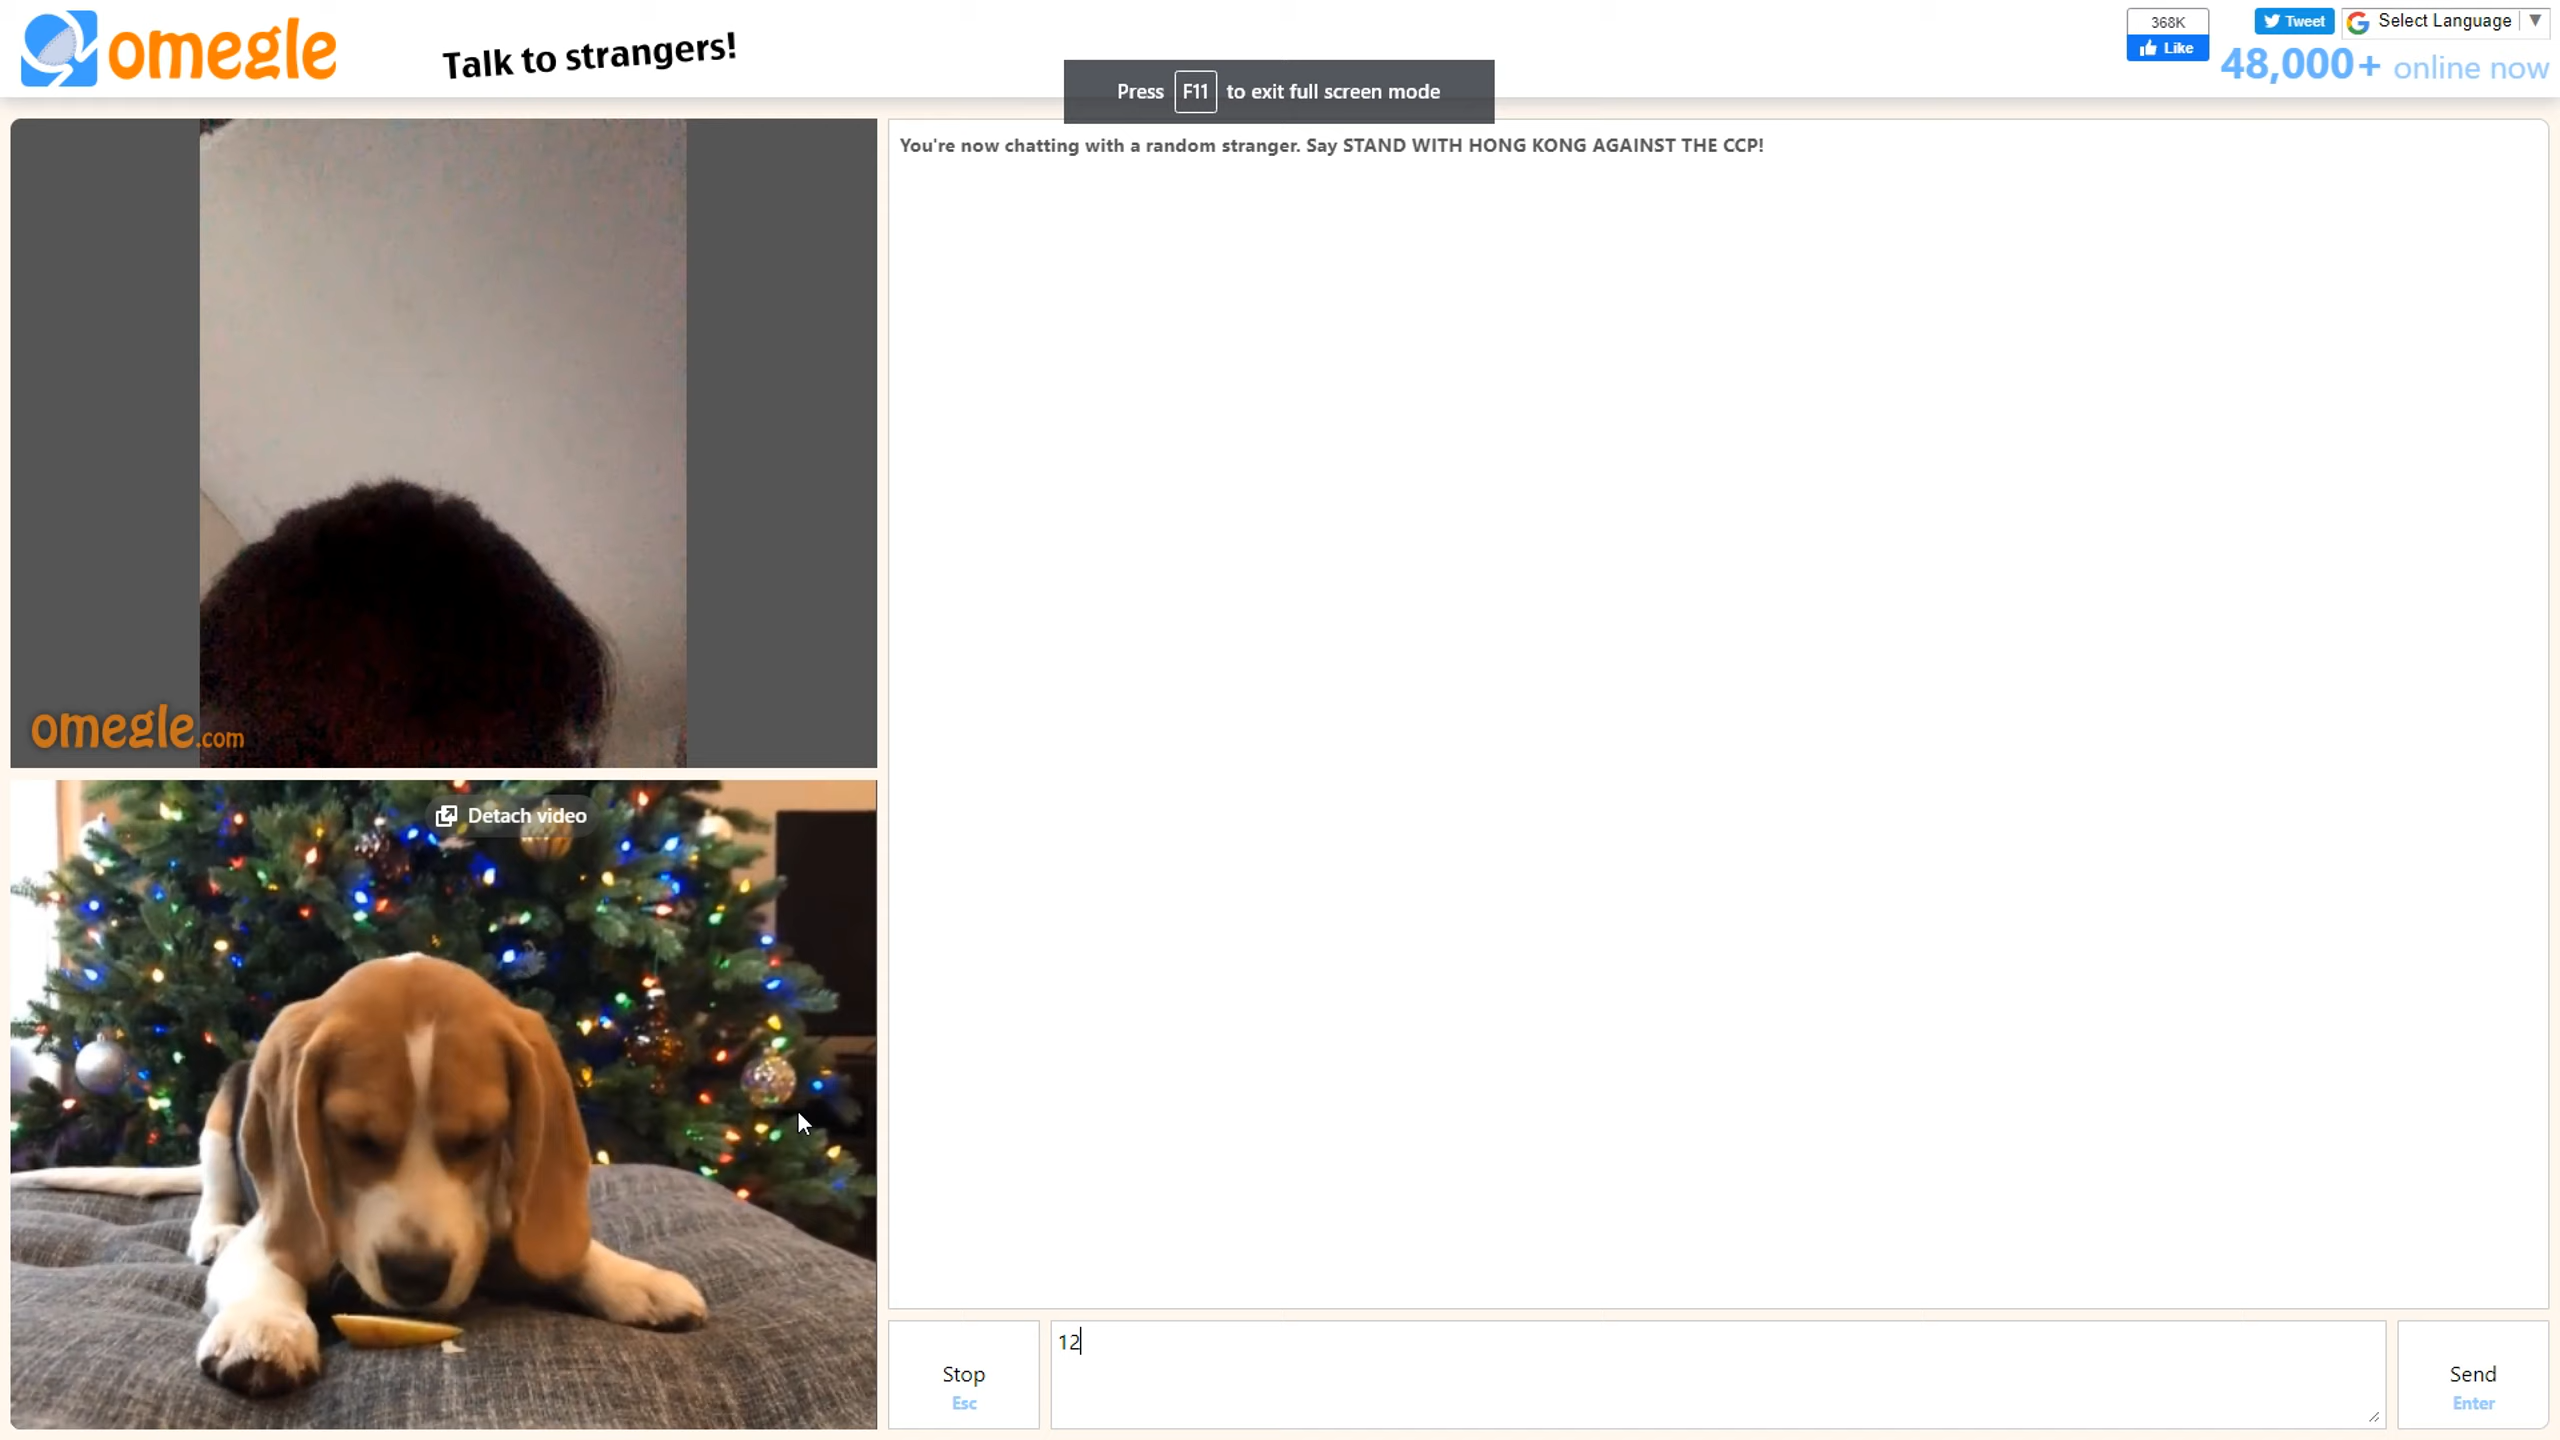 omegle
Talk to strangers!
368K
Like
Tweet
Select Language
48,000+ online now
Press F11 to exit full screen mode
You're now chatting with a random stranger. Say STAND WITH HONG KONG AGAINST THE CCP!
omegle.com
Detach video
12
Stop
Esc
Send
Enter